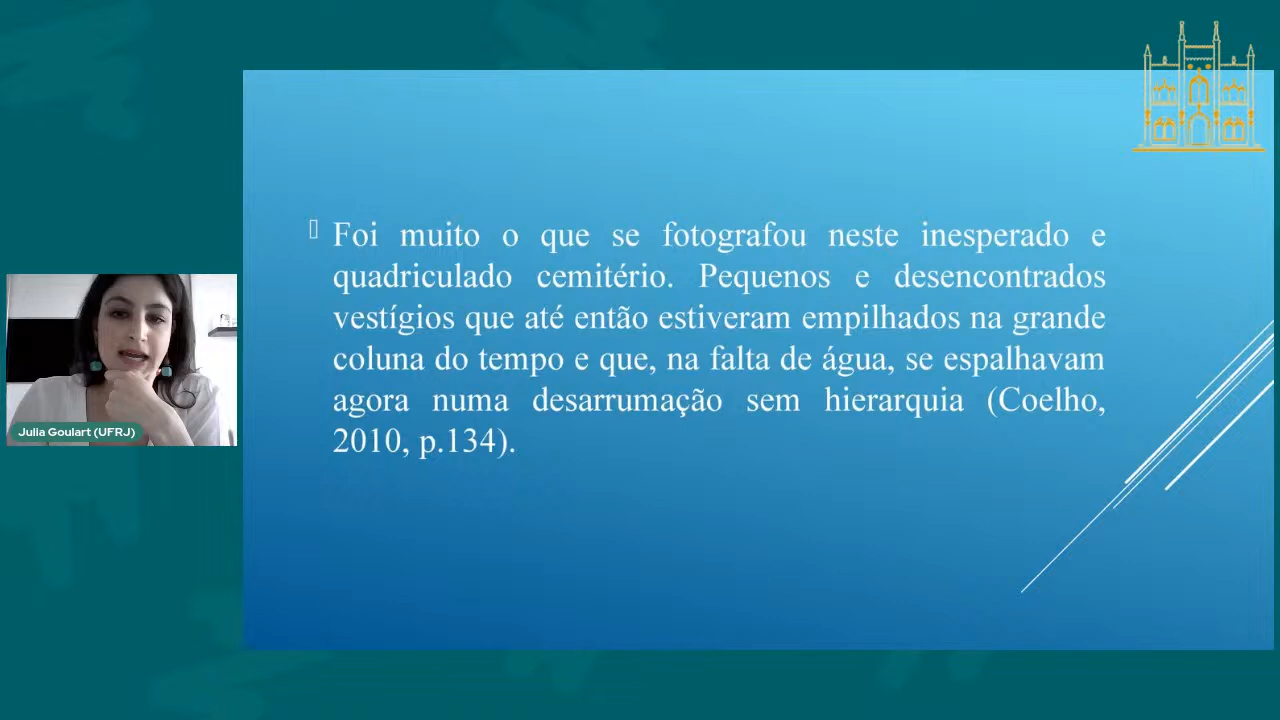 Foi muito o que se fotografou neste inesperado e
quadriculado cemitério. Pequenos e desencontrados
vestígios que até então estiveram empilhados na grande
coluna do tempo e que, na falta de água, se espalhavam
agora numa desarrumação sem hierarquia (Coelho,
2010, p.134).
Julia Goulart (UFRJ)